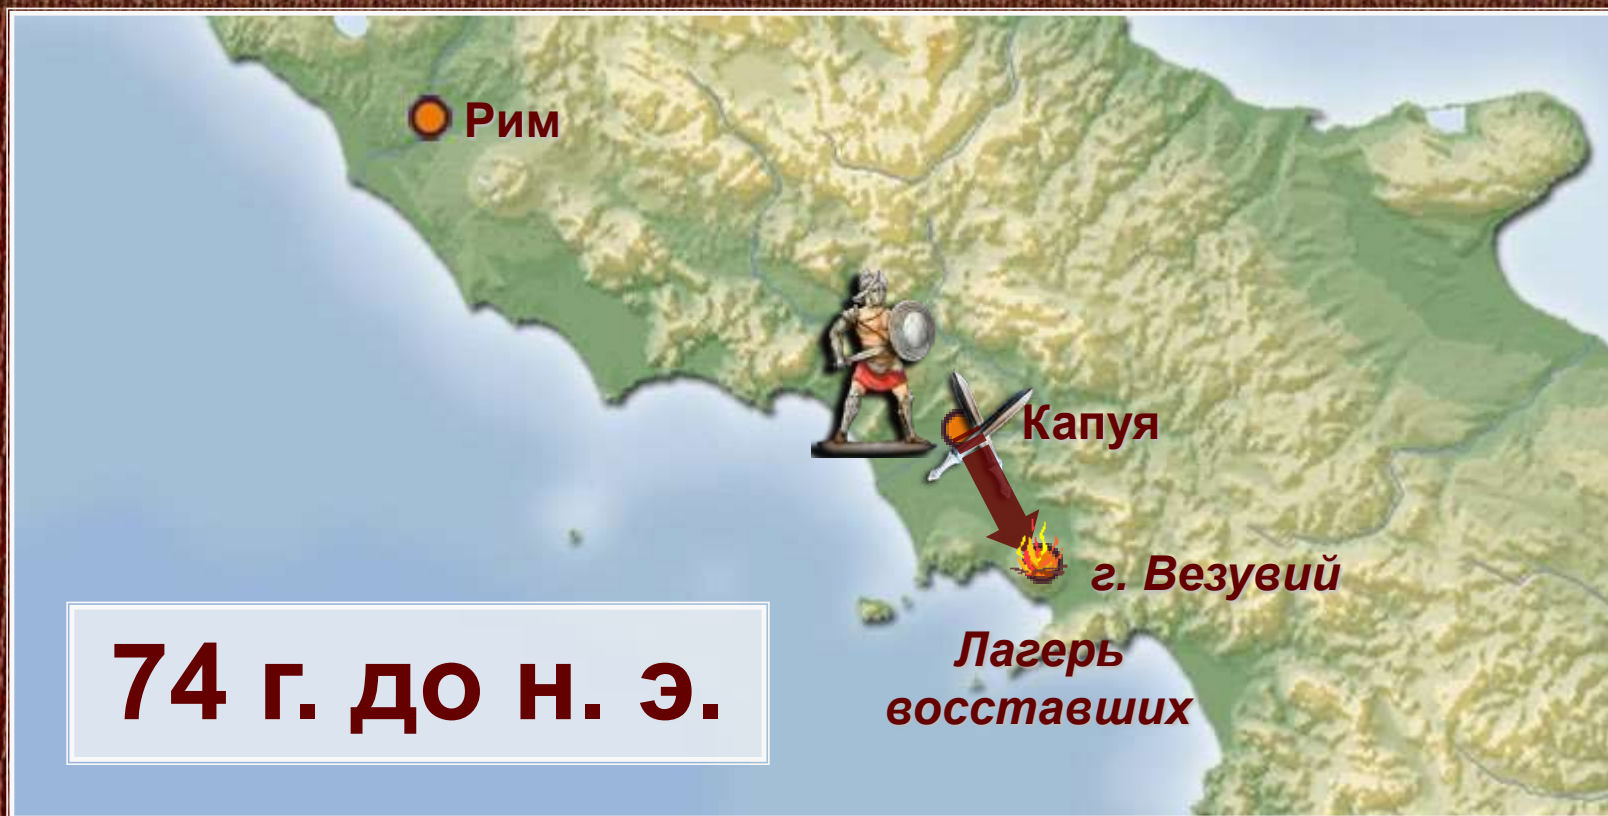 Рим
Капуя
г. Везувий
Лагерь
восставших
74 г. до н. э.